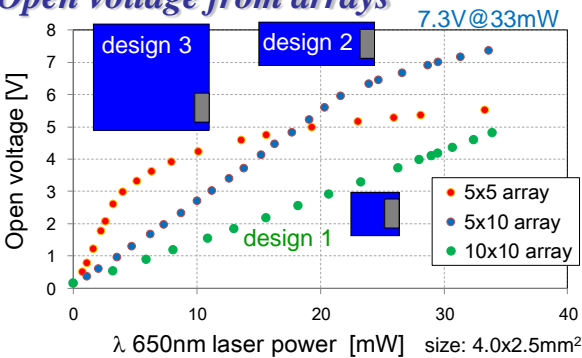 Open voltage from arrays
7.3V@33mW
design 3
design 2
design 1
Open voltage [V]
8
7
6
5
4
3
2
1
0
0 10 20 30 40
5x5 array
5x10 array
10x10 array
λ 650nm laser power [mW]
size: 4.0x2.5mm²